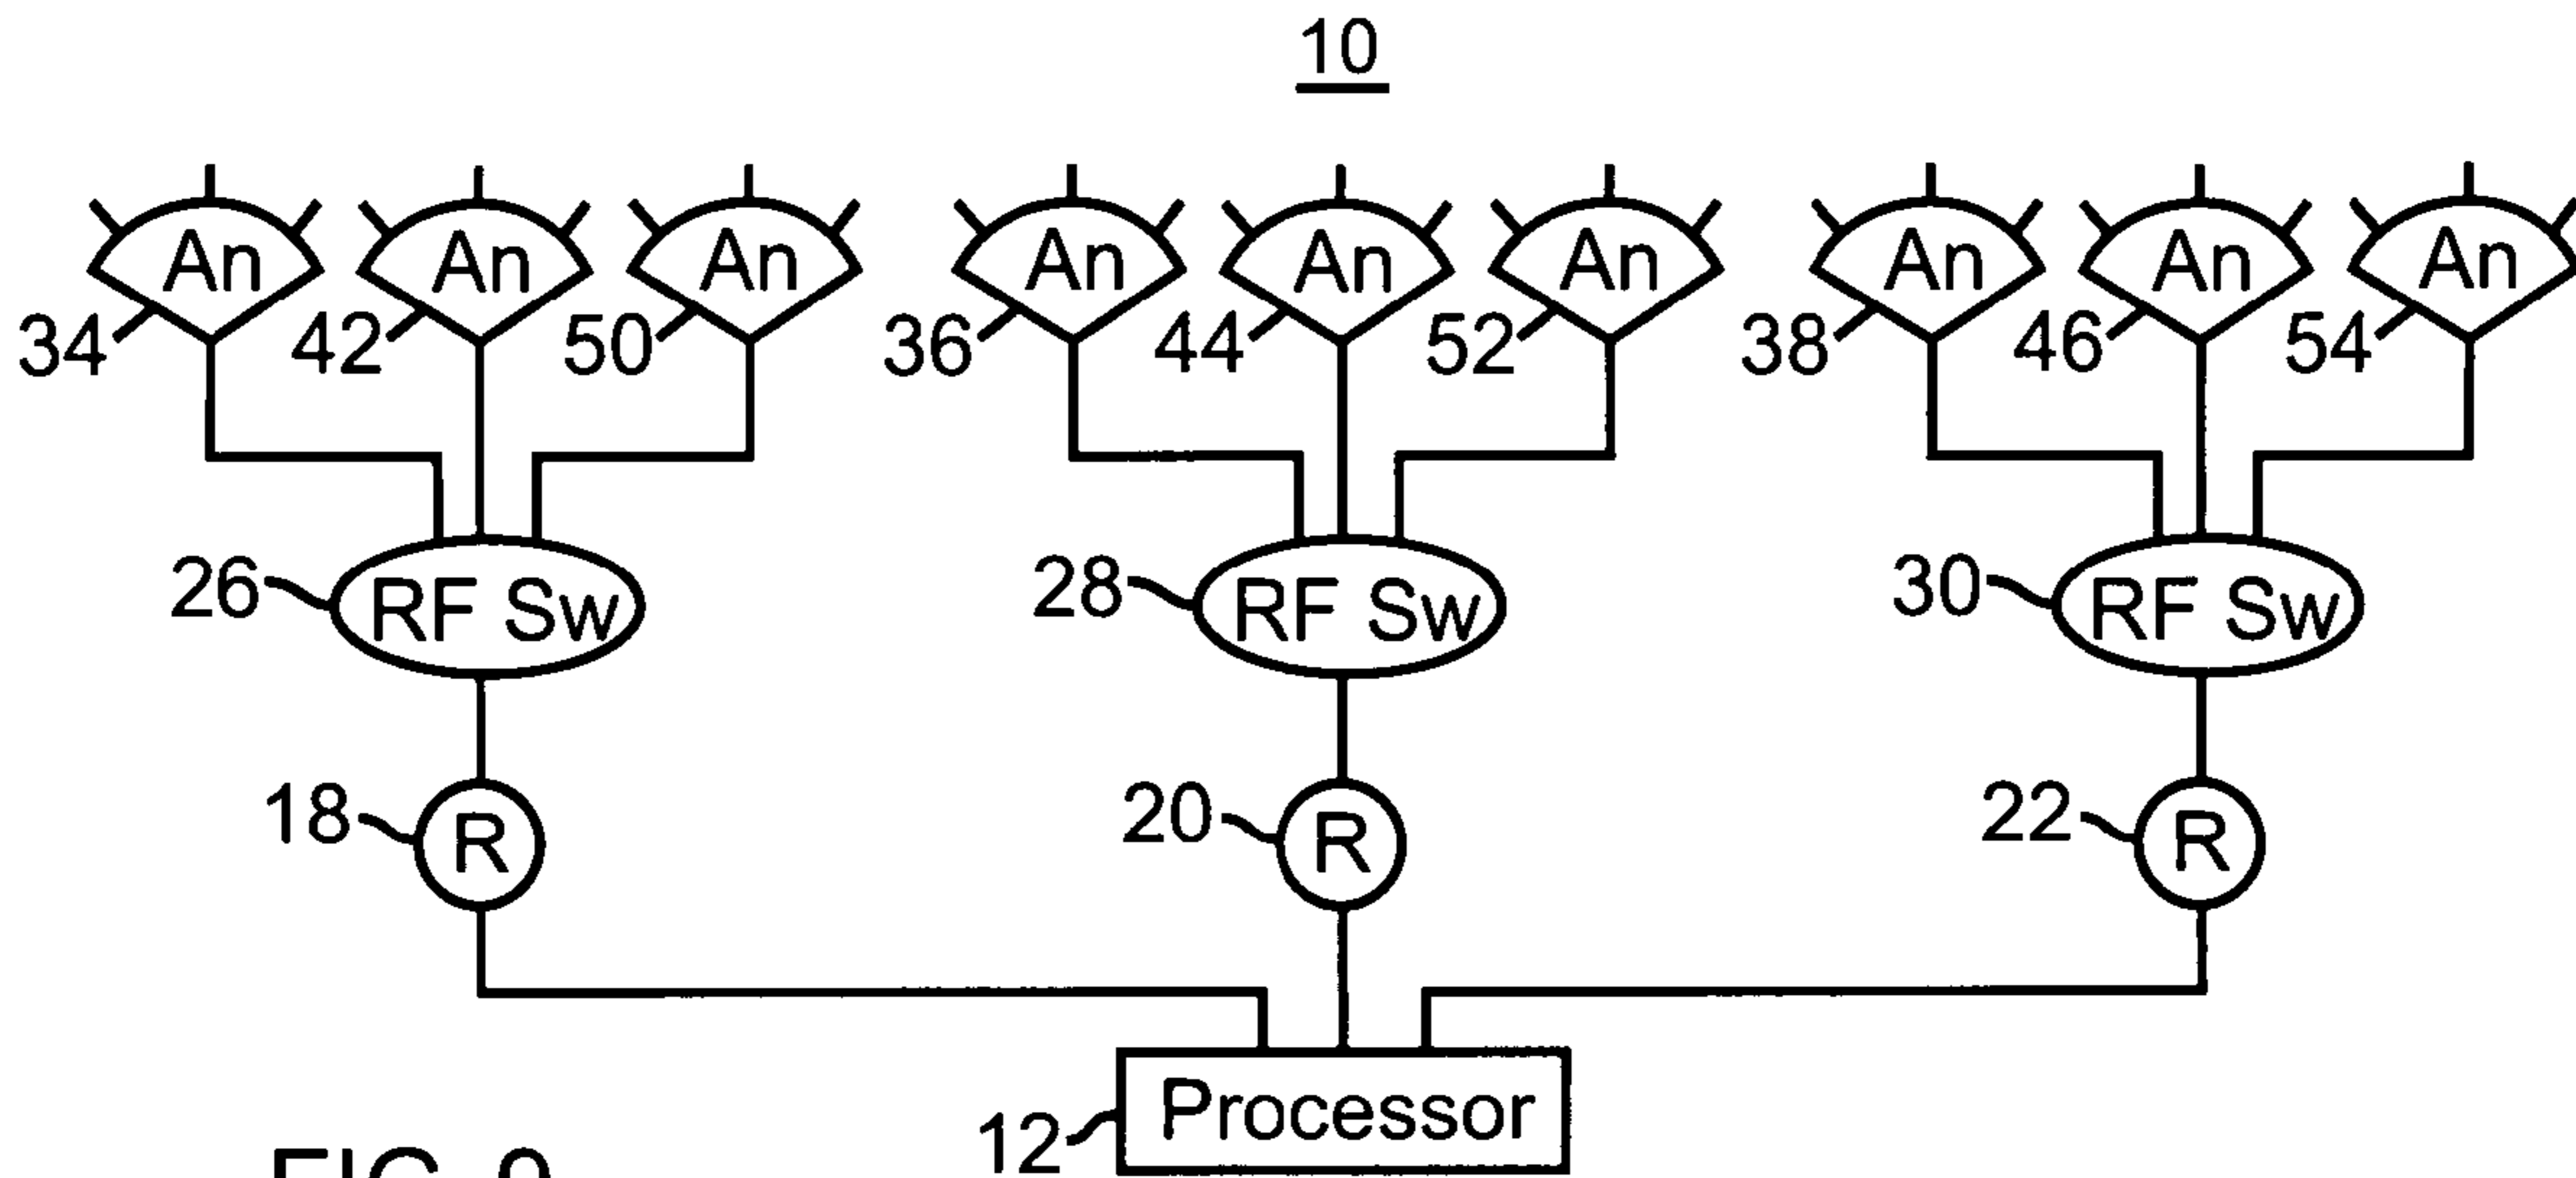 10
An An An An An An An An An
34 42 50 36 44 52 38 46 54
26 RF Sw 28 RF Sw 30 RF Sw
18 R 20 R 22 R
12 Processor
FIG.